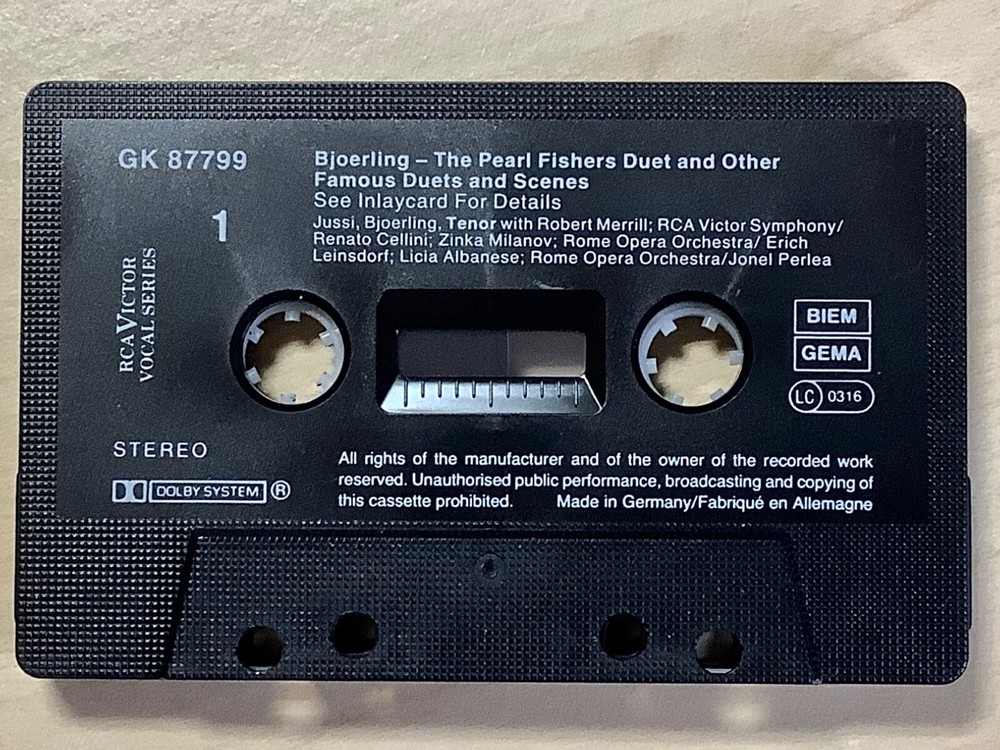 GK 87799
1
Bjoerling – The Pearl Fishers Duet and Other
Famous Duets and Scenes
See Inlaycard For Details
Jussi, Bjoerling, Tenor with Robert Merrill; RCA Victor Symphony/
Renato Cellini; Zinka Milanov; Rome Opera Orchestra/ Erich
Leinsdorf; Licia Albanese; Rome Opera Orchestra/Jonel Perlea
RCA VICTOR
VOCAL SERIES
BIEM
GEMA
LC 0316
STEREO
DOLBY SYSTEM ®
All rights of the manufacturer and of the owner of the recorded work
reserved. Unauthorised public performance, broadcasting and copying of
this cassette prohibited. Made in Germany/Fabriqué en Allemagne